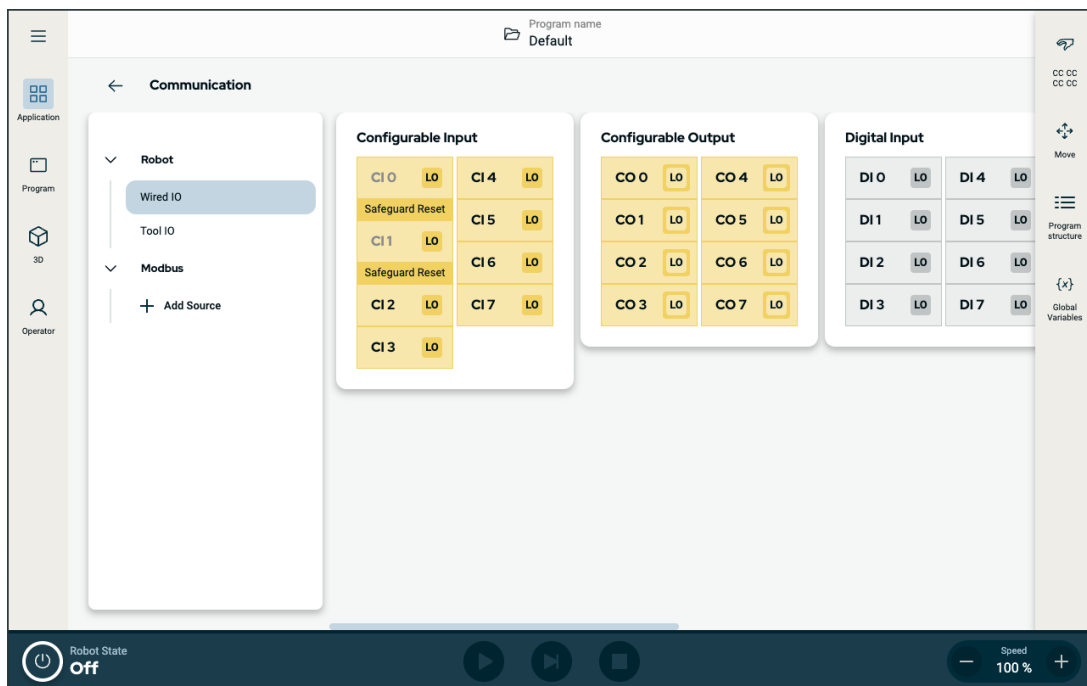 Program name
Default
Application
Program
3D
Operator
Communication
Robot
Wired IO
Tool IO
Modbus
Add Source
Configurable Input
CI 0 LO CI 4 LO
Safeguard Reset
CI 5 LO
CI 1 LO
CI 6 LO
Safeguard Reset
CI 2 LO CI 7 LO
CI 3 LO
Configurable Output
CO 0 LO CO 4 LO
CO 1 LO CO 5 LO
CO 2 LO CO 6 LO
CO 3 LO CO 7 LO
Digital Input
DI 0 LO DI 4 LO
DI 1 LO DI 5 LO
DI 2 LO DI 6 LO
DI 3 LO DI 7 LO
CC CC
CC CC
Move
Program
structure
{x}
Global
Variables
Robot State
Off
Speed
100 %